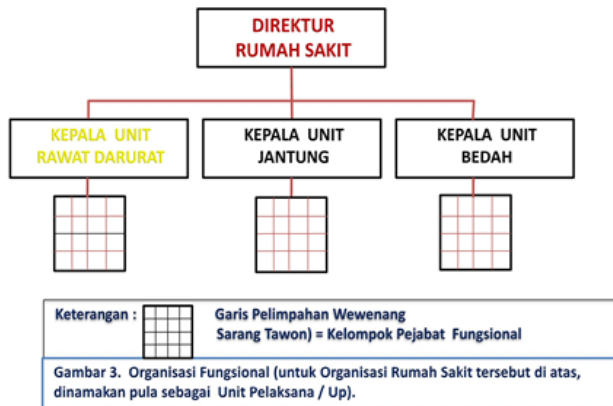 DIREKTUR
RUMAH SAKIT
KEPALA UNIT
RAWAT DARURAT
KEPALA UNIT
JANTUNG
KEPALA UNIT
BEDAH
Keterangan :
Garis Pelimpahan Wewenang
Sarang Tawon) = Kelompok Pejabat Fungsional
Gambar 3. Organisasi Fungsional (untuk Organisasi Rumah Sakit tersebut di atas,
dinamakan pula sebagai Unit Pelaksana / Up).